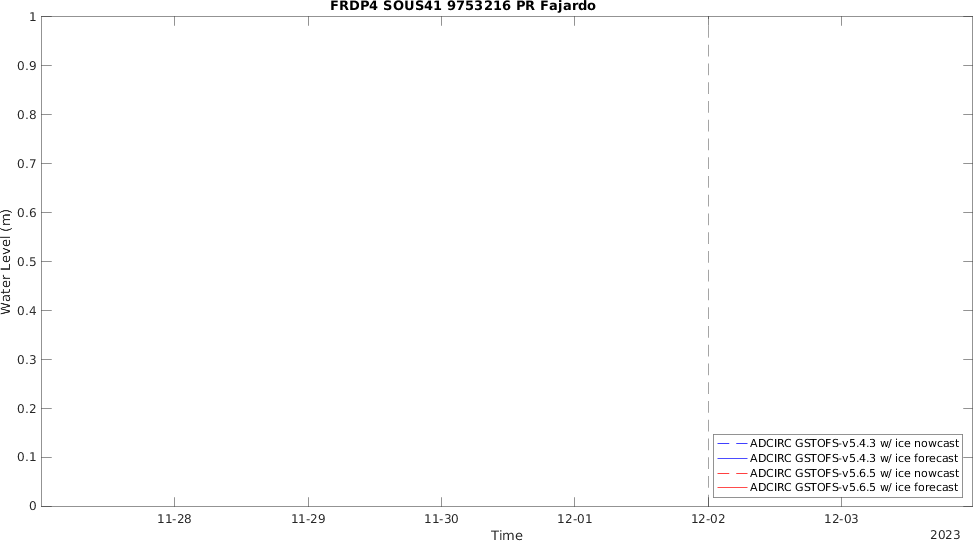 FRDP4 SOUS41 9753216 PR Fajardo
1
0.9
0.8
0.7
0.6
0.5
0.4
0.3
0.2
0.1
0
Water Level (m)
ADCIRC GSTOFS-v5.4.3 w/ ice nowcast
ADCIRC GSTOFS-v5.4.3 w/ ice forecast
ADCIRC GSTOFS-v5.6.5 w/ ice nowcast
ADCIRC GSTOFS-v5.6.5 w/ ice forecast
11-28 11-29 11-30 12-01 12-02 12-03
Time
2023